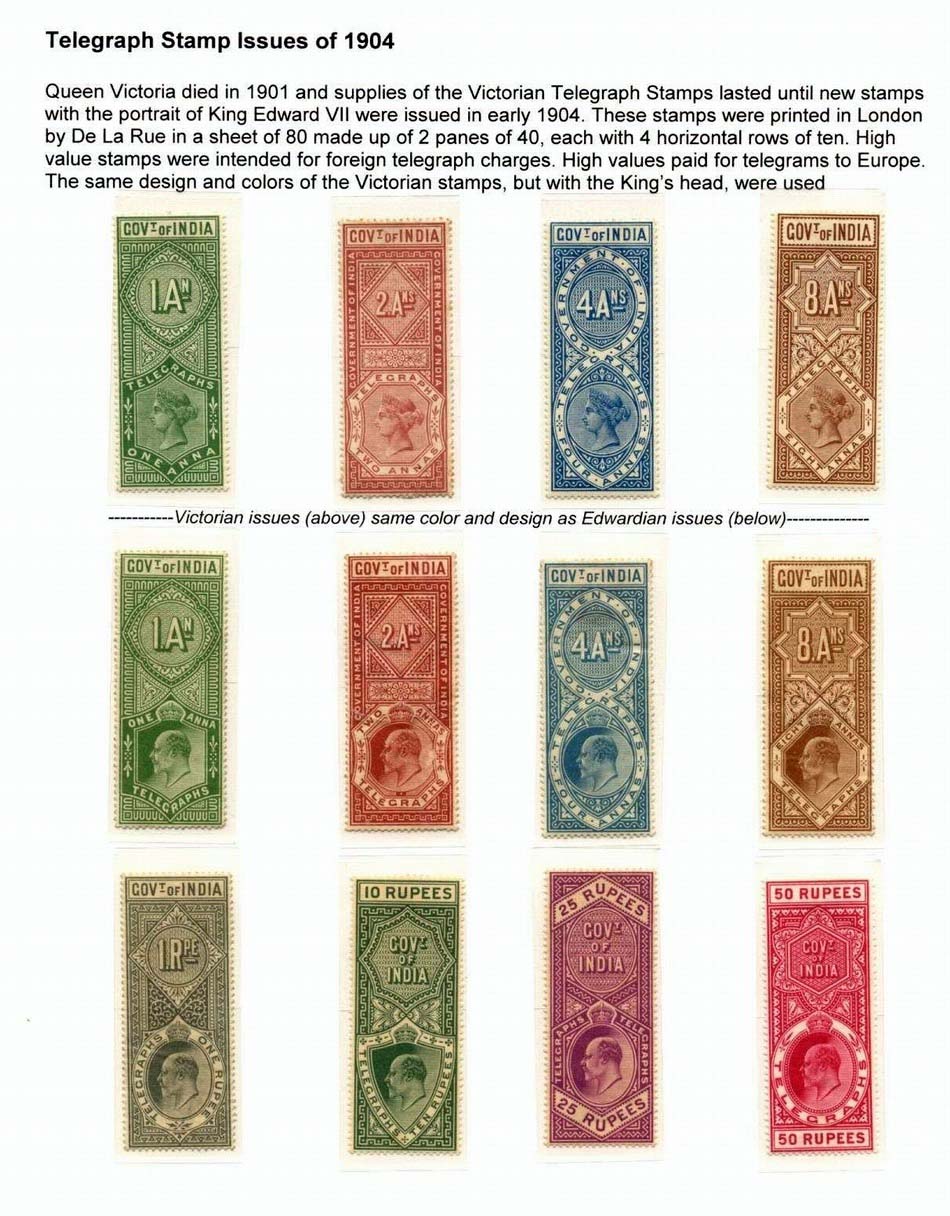 Telegraph Stamp Issues of 1904
Queen Victoria died in 1901 and supplies of the Victorian Telegraph Stamps lasted until new stamps
with the portrait of King Edward VII were issued in early 1904. These stamps were printed in London
by De La Rue in a sheet of 80 made up of 2 panes of 40, each with 4 horizontal rows of ten. High
value stamps were intended for foreign telegraph charges. High values paid for telegrams to Europe.
The same design and colors of the Victorian stamps, but with the King's head, were used
GOVT OF INDIA
1.AN
TELEGRAPHS
ONE ANNA
GOVT OF INDIA
GOVERNMENT OF INDIA
2.ANS
GOVERNMENT OF INDIA
TELEGRAPHS
TWO ANNAS
GOVT OF INDIA
GOVERNMENT·OF·INDIA
4.ANS
TELEGRAPHS
FOUR·ANNAS
GOVT OF INDIA
8.ANS
TELEGRAPHS
EIGHT ANNAS
-----------Victorian issues (above) same color and design as Edwardian issues (below)--------------
GOVT OF INDIA
1.AN
ONE ANNA
TELEGRAPHS
GOVT OF INDIA
GOVERNMENT OF INDIA
2.ANS
GOVERNMENT OF INDIA
TWO ANNAS
TELEGRAPHS
GOVT OF INDIA
GOVERNMENT·OF·INDIA
4.ANS
TELEGRAPHS
FOUR·ANNAS
GOVT OF INDIA
8.ANS
EIGHT ANNAS
TELEGRAPHS
GOVT OF INDIA
1.RPE
TELEGRAPHS ONE RUPEE
10 RUPEES
GOVT
OF
INDIA
TELEGRAPHS TEN RUPEES
25 RUPEES
GOVT
OF
INDIA
TELEGRAPHS TELEGRAPHS
25 RUPEES
50 RUPEES
GOVT
OF
INDIA
TELEGRAPHS
50 RUPEES